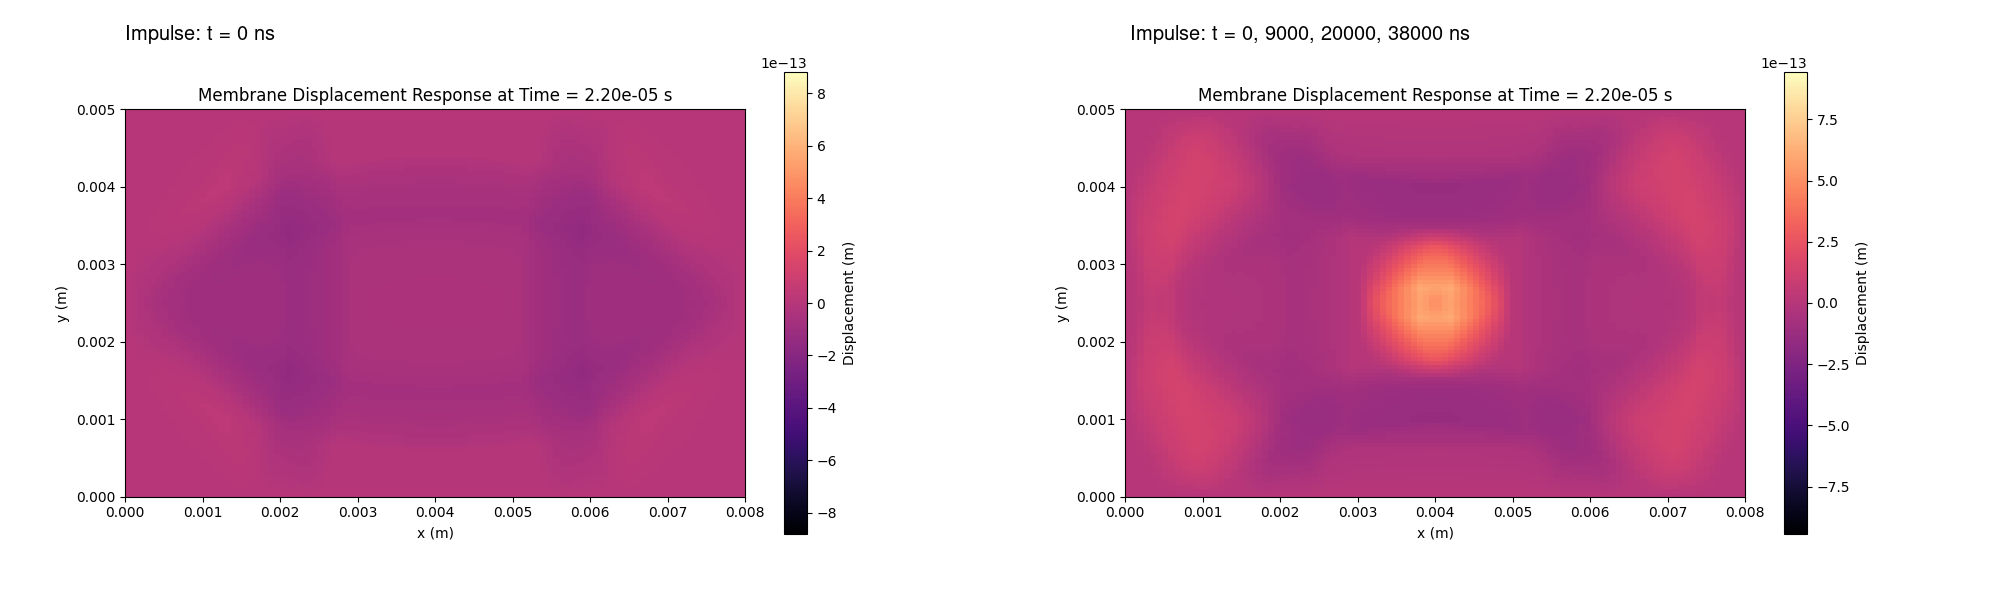 Impulse: t = 0 ns
1e−13
Membrane Displacement Response at Time = 2.20e-05 s
0.005
0.004
0.003
0.002
0.001
0.000
y (m)
0.000 0.001 0.002 0.003 0.004 0.005 0.006 0.007 0.008
x (m)
8
6
4
2
0
−2
−4
−6
−8
Displacement (m)
Impulse: t = 0, 9000, 20000, 38000 ns
1e−13
Membrane Displacement Response at Time = 2.20e-05 s
0.005
0.004
0.003
0.002
0.001
0.000
y (m)
0.000 0.001 0.002 0.003 0.004 0.005 0.006 0.007 0.008
x (m)
7.5
5.0
2.5
0.0
−2.5
−5.0
−7.5
Displacement (m)